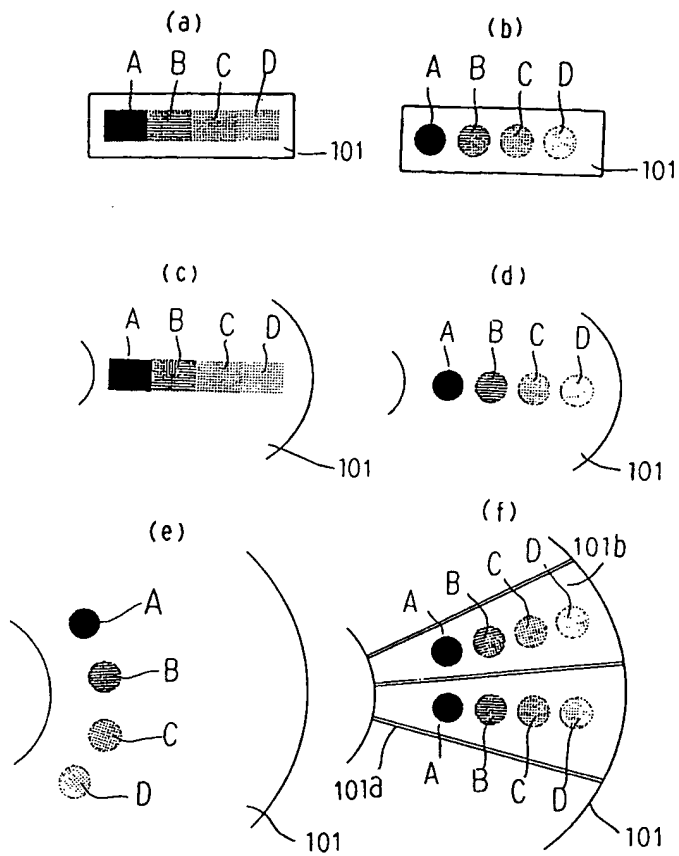 (a)
A B C D
101
(b)
A B C D
101
(c)
A B C D
101
(d)
A B C D
101
(e)
A
B
C
D
101
(f)
A B C D 101b
101a A B C D
101